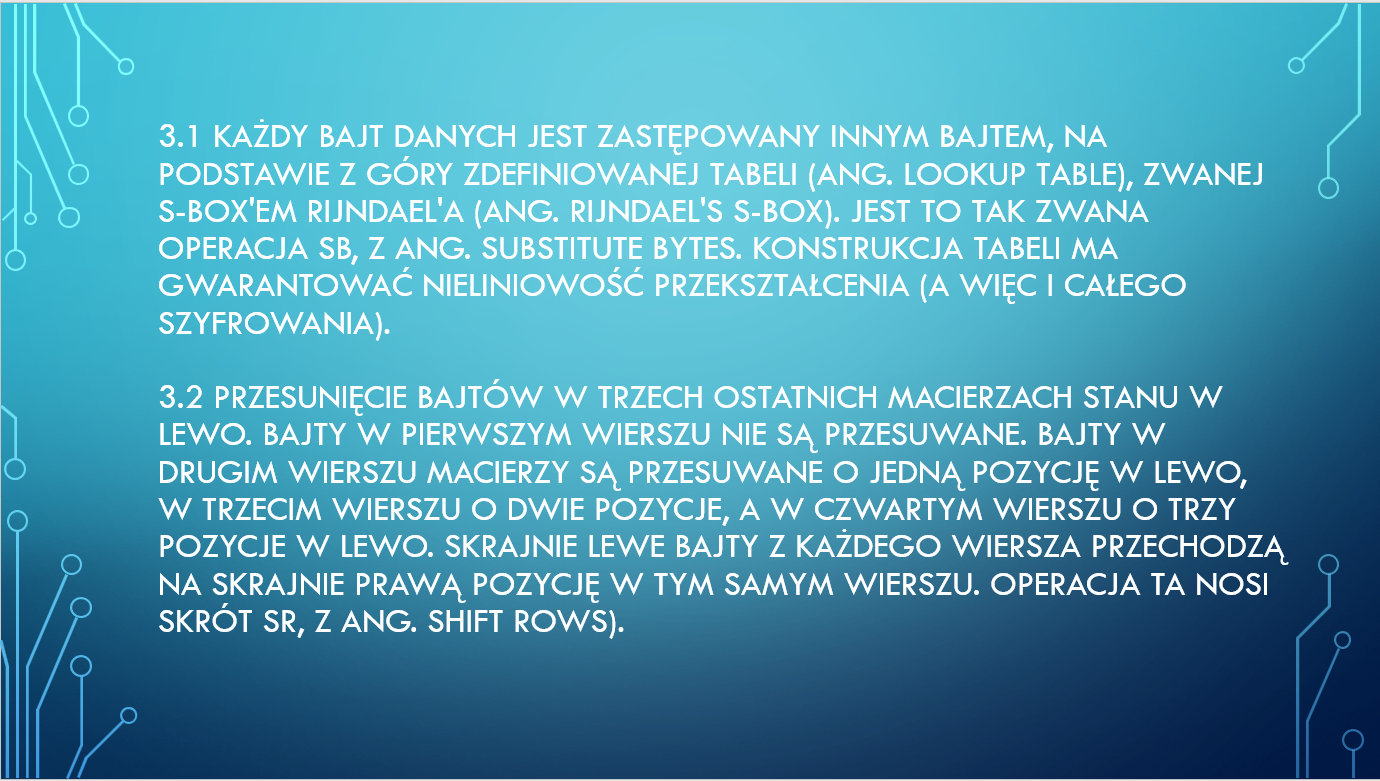 3.1 KAŻDY BAJT DANYCH JEST ZASTĘPOWANY INNYM BAJTEM, NA
PODSTAWIE Z GÓRY ZDEFINIOWANEJ TABELI (ANG. LOOKUP TABLE), ZWANEJ
S-BOX'EM RIJNDAEL'A (ANG. RIJNDAEL'S S-BOX). JEST TO TAK ZWANA
OPERACJA SB, Z ANG. SUBSTITUTE BYTES. KONSTRUKCJA TABELI MA
GWARANTOWAĆ NIELINIOWOŚĆ PRZEKSZTAŁCENIA (A WIĘC I CAŁEGO
SZYFROWANIA).
3.2 PRZESUNIĘCIE BAJTÓW W TRZECH OSTATNICH MACIERZACH STANU W
LEWO. BAJTY W PIERWSZYM WIERSZU NIE SĄ PRZESUWANE. BAJTY W
DRUGIM WIERSZU MACIERZY SĄ PRZESUWANE O JEDNĄ POZYCJĘ W LEWO,
W TRZECIM WIERSZU O DWIE POZYCJE, A W CZWARTYM WIERSZU O TRZY
POZYCJE W LEWO. SKRAJNIE LEWE BAJTY Z KAŻDEGO WIERSZA PRZECHODZĄ
NA SKRAJNIE PRAWĄ POZYCJĘ W TYM SAMYM WIERSZU. OPERACJA TA NOSI
SKRÓT SR, Z ANG. SHIFT ROWS).